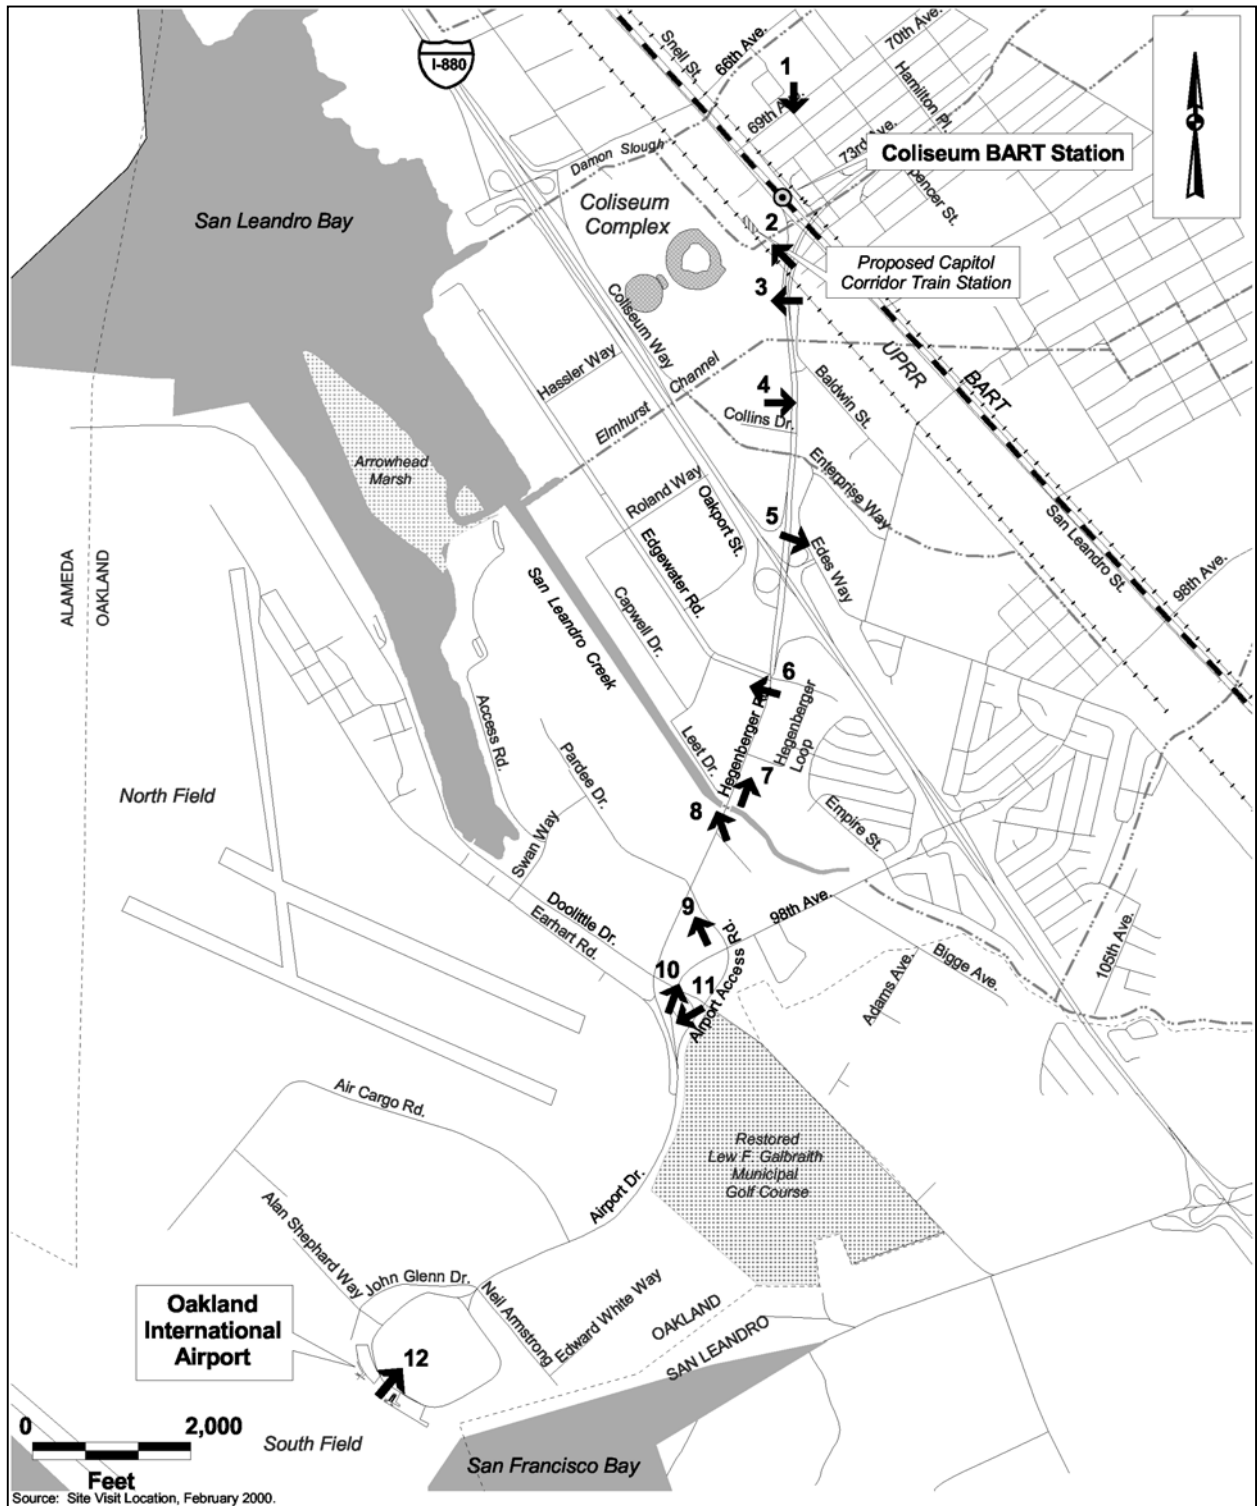 I-880
Snell St.
66th Ave.
70th Ave.
1
Hamilton Pl.
69th Ave.
73rd Ave.
Coliseum BART Station
Spencer St.
Damon Slough
Coliseum
Complex
San Leandro Bay
2
Proposed Capitol
Corridor Train Station
3
Coliseum Way
Hassler Way
Elmhurst Channel
UPRR
BART
4
Collins Dr.
Baldwin St.
Arrowhead
Marsh
Roland Way
Oakport St.
Enterprise Way
5
Edes Way
San Leandro St.
98th Ave.
ALAMEDA
OAKLAND
Edgewater Rd.
Capwell Dr.
San Leandro Creek
6
Hegenberger Rd.
Hegenberger
Loop
Access Rd.
Leet Dr.
Pardee Dr.
7
North Field
8
Empire St.
Swan Way
Doolittle Dr.
Earhart Rd.
9
98th Ave.
Airport Access Rd.
Bigge Ave.
Adams Ave.
105th Ave.
10
11
Air Cargo Rd.
Restored
Lew F. Galbraith
Municipal
Golf Course
Airport Dr.
Alan Shephard Way
John Glenn Dr.
Neil Armstrong
Edward White Way
OAKLAND
SAN LEANDRO
Oakland
International
Airport
12
0 2,000
Feet
South Field
San Francisco Bay
Source: Site Visit Location, February 2000.